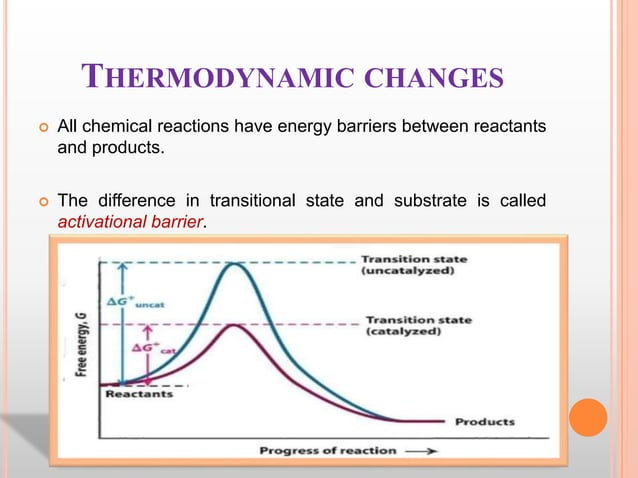 THERMODYNAMIC CHANGES
All chemical reactions have energy barriers between reactants
and products.
The difference in transitional state and substrate is called
activational barrier.
Transition state
(uncatalyzed)
ΔG‡uncat
Transition state
(catalyzed)
ΔG‡cat
Free energy, G
Reactants
Products
Progress of reaction